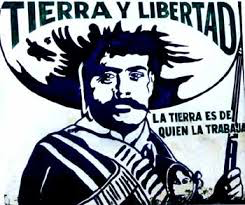 TIERRA Y LIBERTAD
LA TIERRA ES DE
QUIEN LA TRABAJA